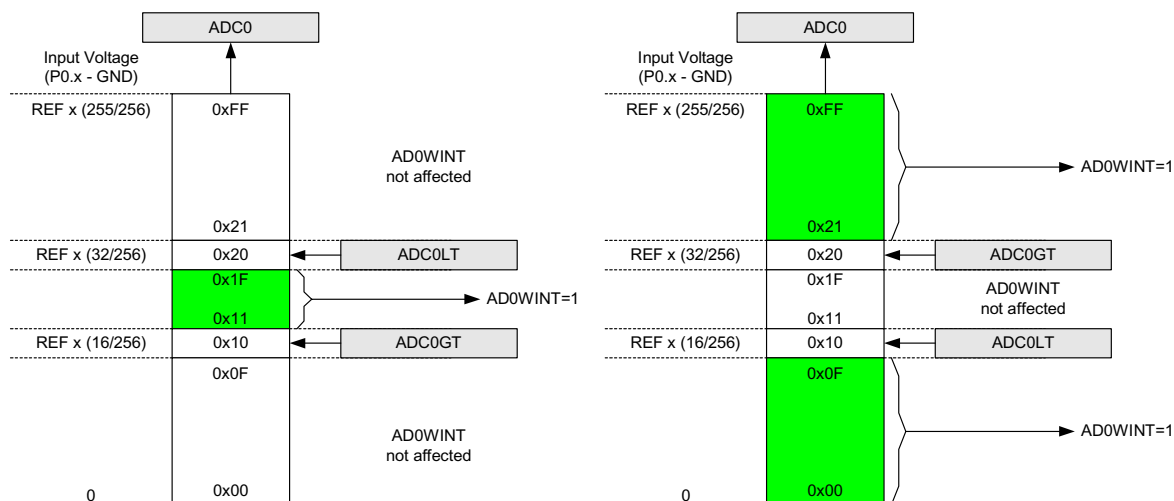 ADC0
Input Voltage
(P0.x - GND)
REF x (255/256)
0xFF
AD0WINT
not affected
0x21
REF x (32/256)
0x20
ADC0LT
0x1F
AD0WINT=1
0x11
REF x (16/256)
0x10
ADC0GT
0x0F
AD0WINT
not affected
0
0x00
ADC0
Input Voltage
(P0.x - GND)
REF x (255/256)
0xFF
AD0WINT=1
0x21
REF x (32/256)
0x20
ADC0GT
0x1F
AD0WINT
not affected
0x11
REF x (16/256)
0x10
ADC0LT
0x0F
AD0WINT=1
0
0x00